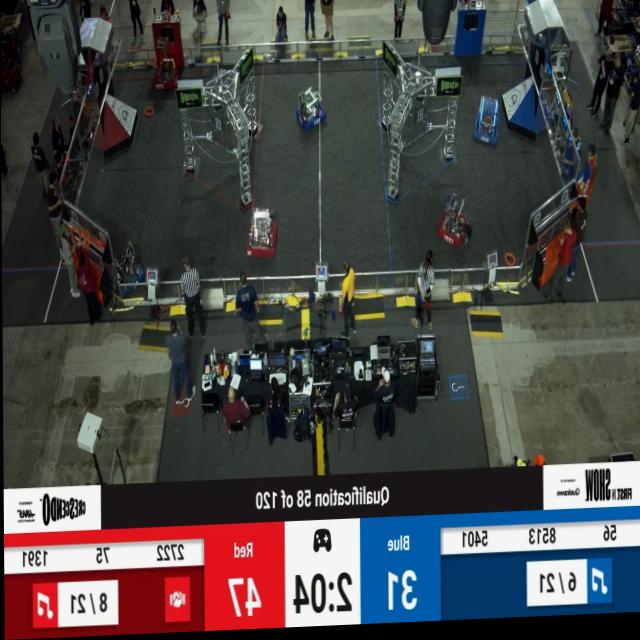 FIRST IN SHOW
Qualcomm
Qualification 58 of 120
CRESCENDO
56 8513 5401
Blue
Red
2722 75 1391
6/21
31
2:04
47
8/21